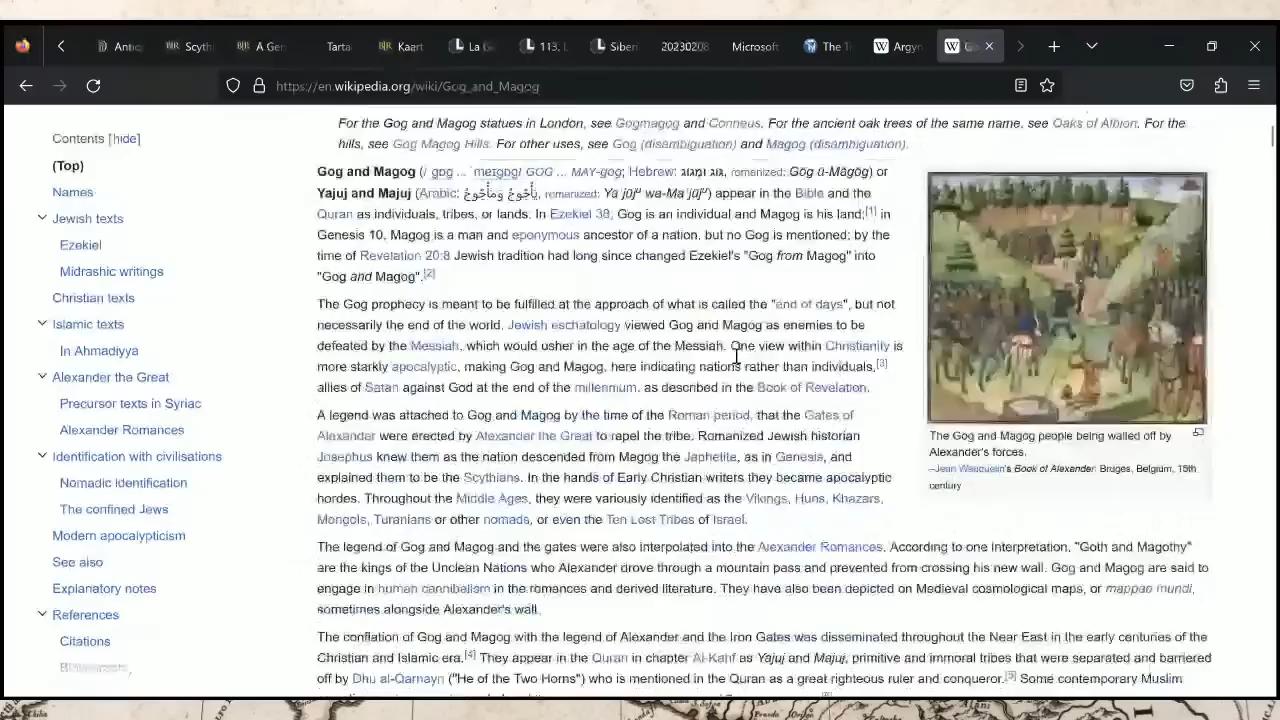 Antiq
Scyth
A Gen
Tarta
Kaart
La G
113. L
Siberi
20230208
Microsoft
The T
Argyn
https://en.wikipedia.org/wiki/Gog_and_Magog
For the Gog and Magog statues in London, see Gogmagog and Corineus. For the ancient oak trees of the same name, see Oaks of Albion. For the
hills, see Gog Magog Hills. For other uses, see Gog (disambiguation) and Magog (disambiguation).
Contents [hide]
(Top)
Names
Jewish texts
Ezekiel
Midrashic writings
Christian texts
Islamic texts
In Ahmadiyya
Alexander the Great
Precursor texts in Syriac
Alexander Romances
Identification with civilisations
Nomadic identification
The confined Jews
Modern apocalypticism
See also
Explanatory notes
References
Citations
Gog and Magog (/ˈɡɒɡ ... ˈmeɪɡɒɡ/ GOG ... MAY-gog; Hebrew: גּוֹג וּמָגוֹג, romanized: Gōg ū-Māgōg) or
Yajuj and Majuj (Arabic: يَأْجُوجُ وَمَأْجُوجُ, romanized: Yaʾjūju wa-Maʾjūju) appear in the Bible and the
Quran as individuals, tribes, or lands. In Ezekiel 38, Gog is an individual and Magog is his land;[1] in
Genesis 10, Magog is a man and eponymous ancestor of a nation, but no Gog is mentioned; by the
time of Revelation 20:8 Jewish tradition had long since changed Ezekiel's "Gog from Magog" into
"Gog and Magog".[2]
The Gog prophecy is meant to be fulfilled at the approach of what is called the "end of days", but not
necessarily the end of the world. Jewish eschatology viewed Gog and Magog as enemies to be
defeated by the Messiah, which would usher in the age of the Messiah. One view within Christianity is
more starkly apocalyptic, making Gog and Magog, here indicating nations rather than individuals,[3]
allies of Satan against God at the end of the millennium, as described in the Book of Revelation.
A legend was attached to Gog and Magog by the time of the Roman period, that the Gates of
Alexander were erected by Alexander the Great to repel the tribe. Romanized Jewish historian
Josephus knew them as the nation descended from Magog the Japhetite, as in Genesis, and
explained them to be the Scythians. In the hands of Early Christian writers they became apocalyptic
hordes. Throughout the Middle Ages, they were variously identified as the Vikings, Huns, Khazars,
Mongols, Turanians or other nomads, or even the Ten Lost Tribes of Israel.
The Gog and Magog people being walled off by
Alexander's forces.
—Jean Wauquelin's Book of Alexander. Bruges, Belgium, 15th
century
The legend of Gog and Magog and the gates were also interpolated into the Alexander Romances. According to one interpretation, "Goth and Magothy"
are the kings of the Unclean Nations who Alexander drove through a mountain pass and prevented from crossing his new wall. Gog and Magog are said to
engage in human cannibalism in the romances and derived literature. They have also been depicted on Medieval cosmological maps, or mappae mundi,
sometimes alongside Alexander's wall.
The conflation of Gog and Magog with the legend of Alexander and the Iron Gates was disseminated throughout the Near East in the early centuries of the
Christian and Islamic era.[4] They appear in the Quran in chapter Al-Kahf as Yajuj and Majuj, primitive and immoral tribes that were separated and barriered
off by Dhu al-Qarnayn ("He of the Two Horns") who is mentioned in the Quran as a great righteous ruler and conqueror.[5] Some contemporary Muslim